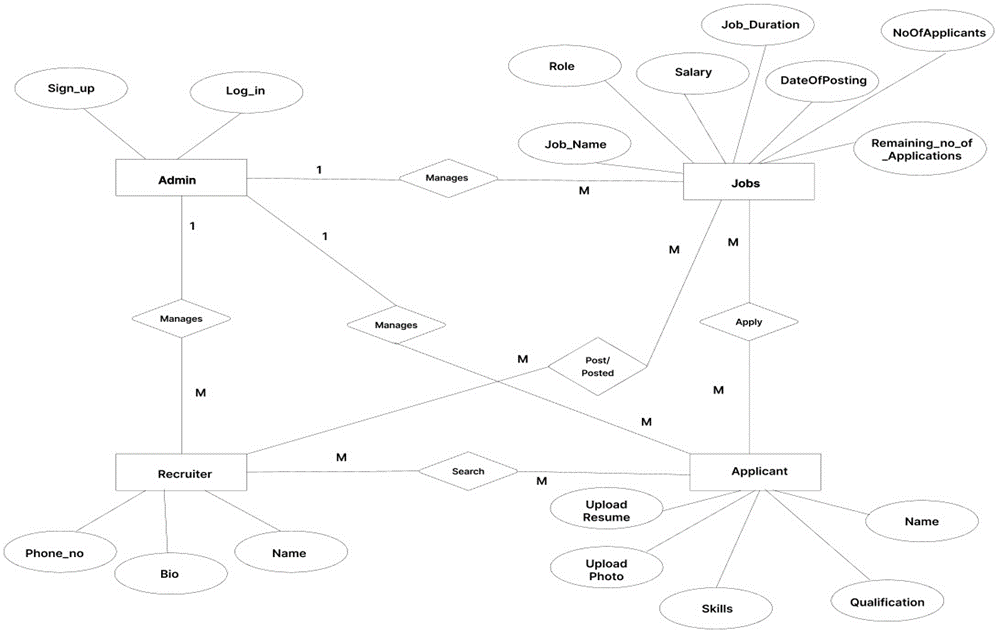 Job_Duration
NoOfApplicants
Role
Salary
DateOfPosting
Sign_up
Log_in
Job_Name
Remaining_no_of
_Applications
Admin
1
Manages
M
Jobs
1
1
M
M
Manages
Manages
Apply
Post/
Posted
M
M
M
M
Recruiter
M
Search
M
Applicant
Upload
Resume
Name
Phone_no
Bio
Name
Upload
Photo
Skills
Qualification